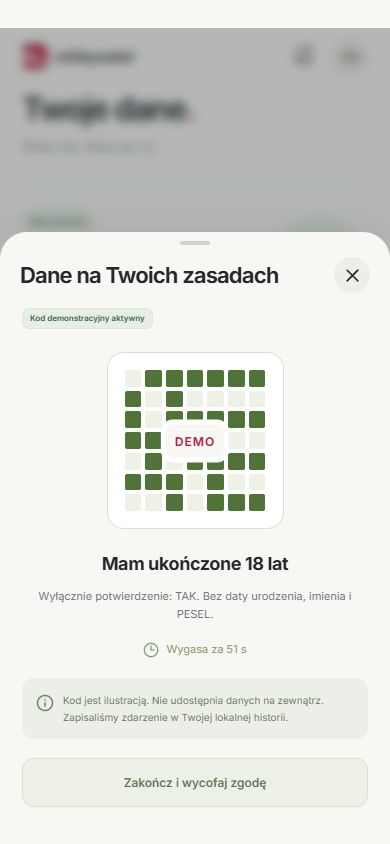 Twoje dane.
Dane na Twoich zasadach
Kod demonstracyjny aktywny
DEMO
Mam ukończone 18 lat
Wyłącznie potwierdzenie: TAK. Bez daty urodzenia, imienia i
PESEL.
Wygasa za 51 s
Kod jest ilustracją. Nie udostępnia danych na zewnątrz.
Zapisaliśmy zdarzenie w Twojej lokalnej historii.
Zakończ i wycofaj zgodę